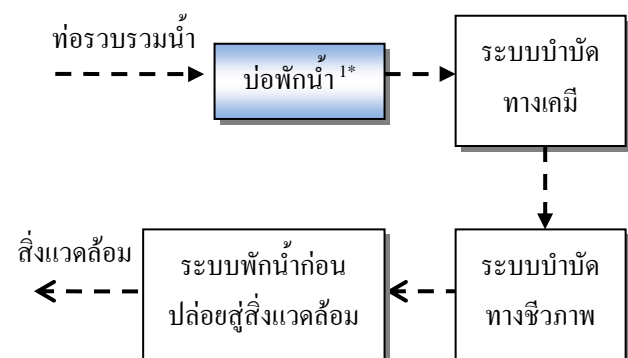 ท่อรวบรวมน้ำ
บ่อพักน้ำ 1*
ระบบบำบัด
ทางเคมี
สิ่งแวดล้อม
ระบบพักน้ำก่อน
ปล่อยสู่สิ่งแวดล้อม
ระบบบำบัด
ทางชีวภาพ